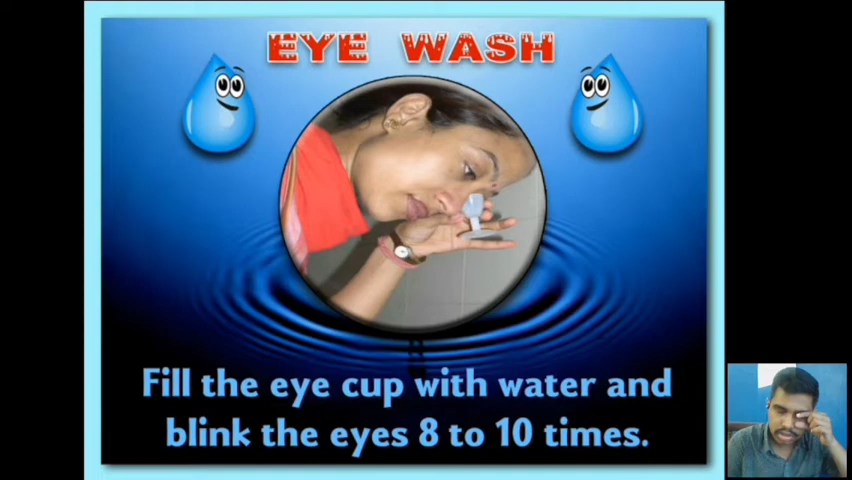 EYE WASH
Fill the eye cup with water and
blink the eyes 8 to 10 times.